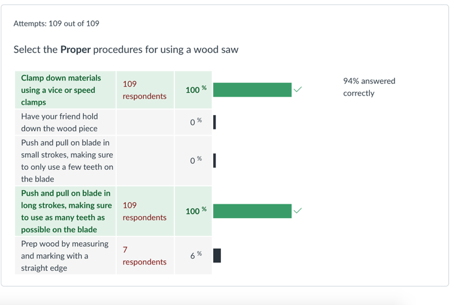 Attempts: 109 out of 109
Select the Proper procedures for using a wood saw
Clamp down materials
using a vice or speed
clamps
109
respondents
100 %
94% answered
correctly
Have your friend hold
down the wood piece
0 %
Push and pull on blade in
small strokes, making sure
to only use a few teeth on
the blade
0 %
Push and pull on blade in
long strokes, making sure
to use as many teeth as
possible on the blade
109
respondents
100 %
Prep wood by measuring
and marking with a
straight edge
7
respondents
6 %